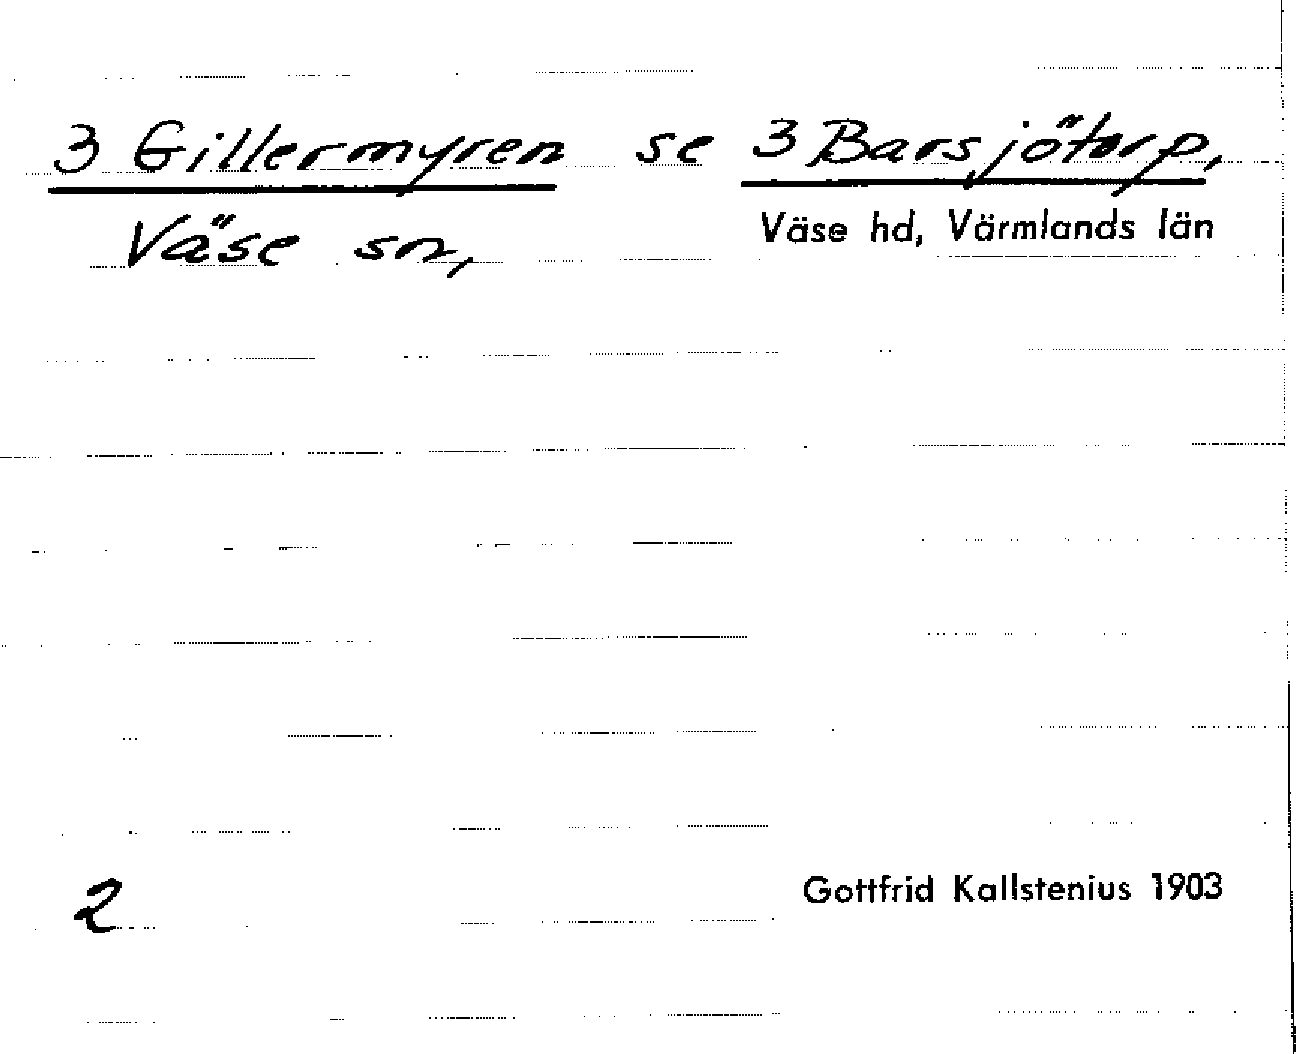 3 Gillermyren se 3 Barsjötorp,
Väse sn, Väse hd, Värmlands län
2 Gottfrid Kallstenius 1903